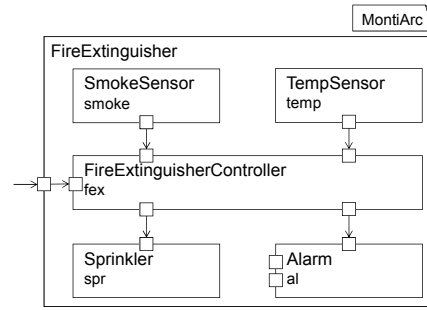 MontiArc
FireExtinguisher
SmokeSensor
smoke
TempSensor
temp
FireExtinguisherController
fex
Sprinkler
spr
Alarm
al